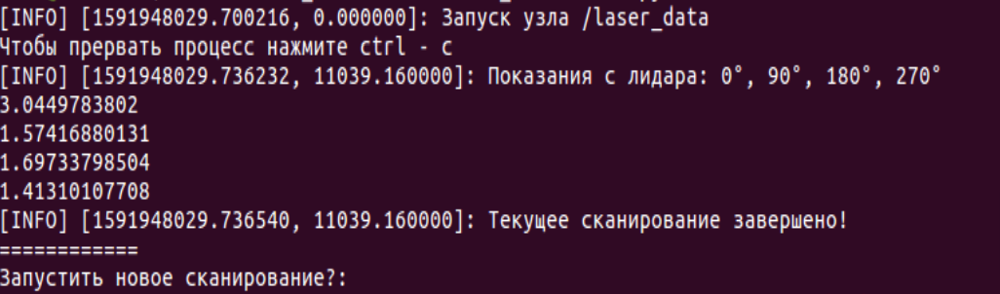 [INFO] [1591948029.700216, 0.000000]: Запуск узла /laser_data
Чтобы прервать процесс нажмите ctrl - c
[INFO] [1591948029.736232, 11039.160000]: Показания с лидара: 0°, 90°, 180°, 270°
3.0449783802
1.57416880131
1.69733798504
1.41310107708
[INFO] [1591948029.736540, 11039.160000]: Текущее сканирование завершено!
============
Запустить новое сканирование?: